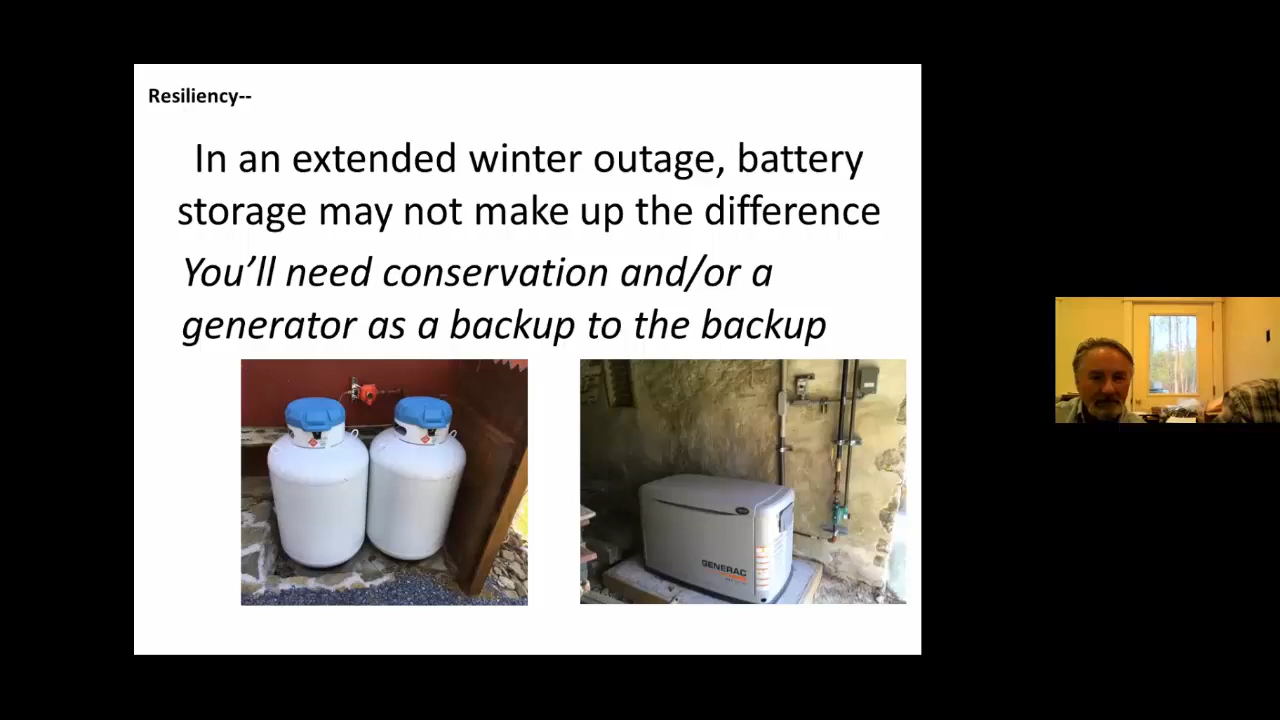 Resiliency--
In an extended winter outage, battery
storage may not make up the difference
You’ll need conservation and/or a
generator as a backup to the backup
GENERAC